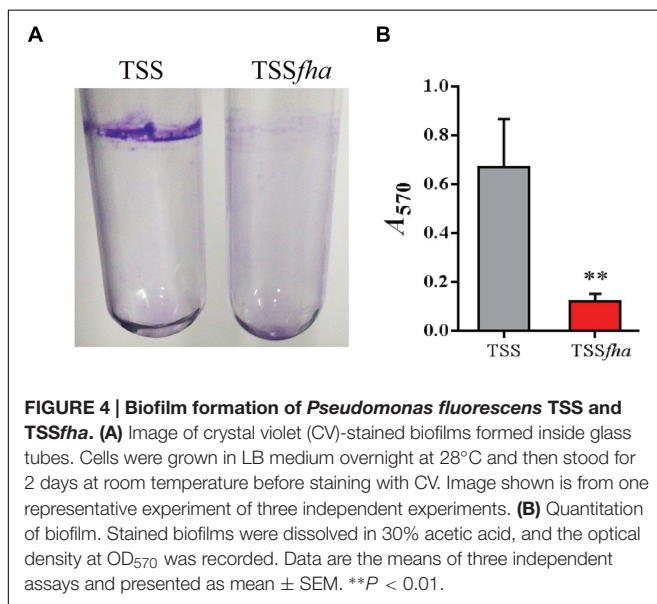 A
TSS TSSfha
B
1.0
0.8
0.6
0.4
0.2
0.0
A570
**
TSS TSSfha
FIGURE 4 | Biofilm formation of Pseudomonas fluorescens TSS and
TSSfha. (A) Image of crystal violet (CV)-stained biofilms formed inside glass
tubes. Cells were grown in LB medium overnight at 28°C and then stood for
2 days at room temperature before staining with CV. Image shown is from one
representative experiment of three independent experiments. (B) Quantitation
of biofilm. Stained biofilms were dissolved in 30% acetic acid, and the optical
density at OD570 was recorded. Data are the means of three independent
assays and presented as mean ± SEM. **P < 0.01.